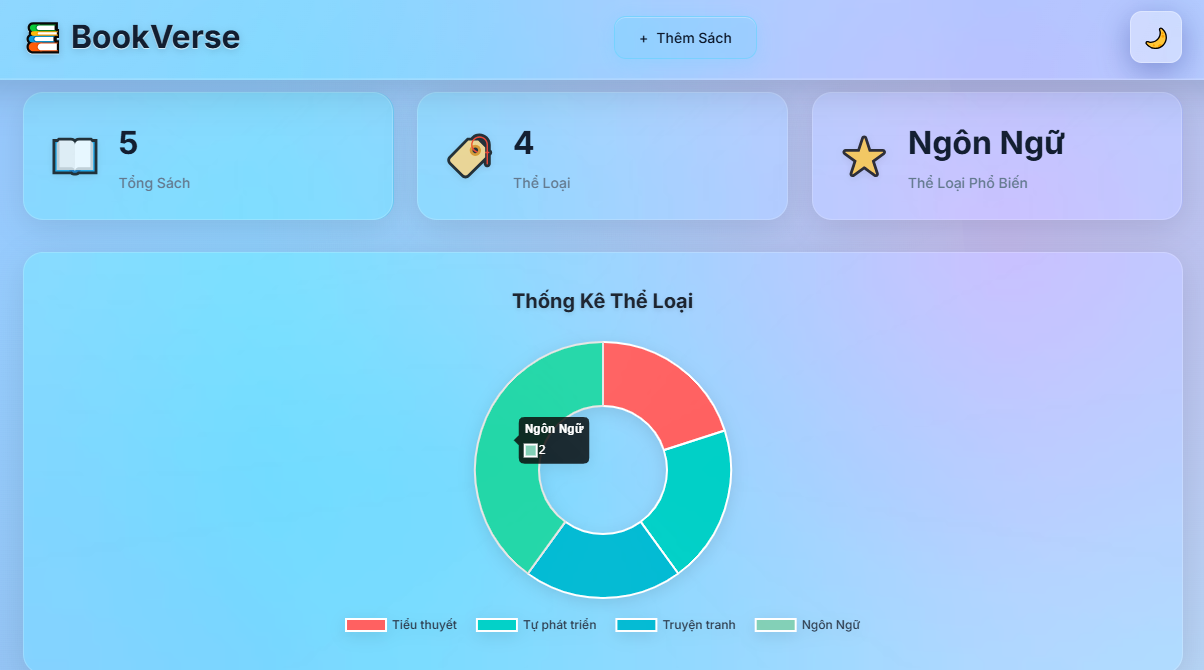 BookVerse
+ Thêm Sách
5
Tổng Sách
4
Thể Loại
Ngôn Ngữ
Thể Loại Phổ Biến
Thống Kê Thể Loại
Ngôn Ngữ
2
Tiểu thuyết
Tự phát triển
Truyện tranh
Ngôn Ngữ